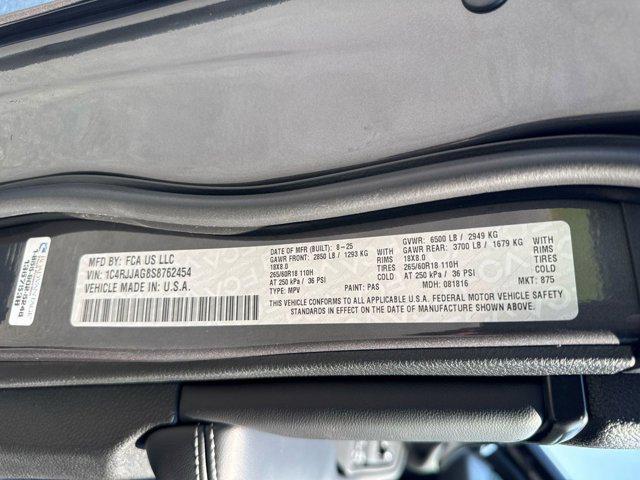 MFD BY: FCA US LLC
VIN: 1C4RJJAG8S8762454
VEHICLE MADE IN U.S.A.
DATE OF MFR (BUILT): 8-25
GAWR FRONT: 2850 LB / 1293 KG WITH
18X8.0 RIMS
265/60R18 110H TIRES
AT 250 kPa / 36 PSI COLD
TYPE: MPV PAINT: PAS
GVWR: 6500 LB / 2949 KG
GAWR REAR: 3700 LB / 1679 KG WITH
18X8.0 RIMS
265/60R18 110H TIRES
AT 250 kPa / 36 PSI COLD
MDH: 081816 MKT: 875
THIS VEHICLE CONFORMS TO ALL APPLICABLE U.S.A. FEDERAL MOTOR VEHICLE SAFETY
STANDARDS IN EFFECT ON THE DATE OF MANUFACTURE SHOWN ABOVE.